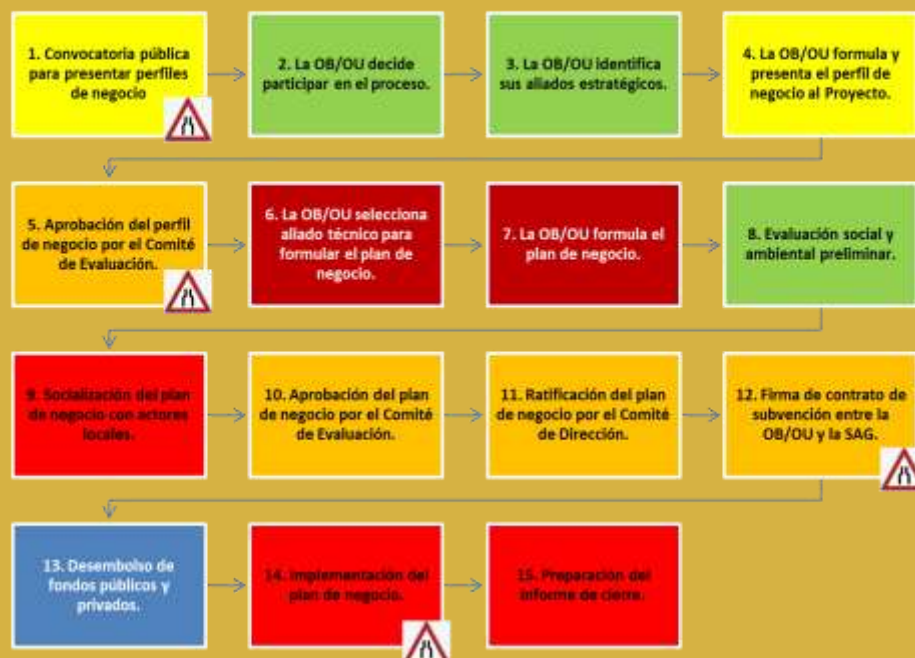 1. Convocatoria pública
para presentar perfiles
de negocio
2. La OB/OU decide
participar en el proceso.
3. La OB/OU identifica
sus aliados estratégicos.
4. La OB/OU formula y
presenta el perfil de
negocio al Proyecto.
5. Aprobación del perfil
de negocio por el Comité
de Evaluación.
6. La OB/OU selecciona
aliado técnico para
formular el plan de
negocio.
7. La OB/OU formula el
plan de negocio.
8. Evaluación social y
ambiental preliminar.
9. Socialización del plan
de negocio con actores
locales.
10. Aprobación del plan
de negocio por el Comité
de Evaluación.
11. Ratificación del plan
de negocio por el Comité
de Dirección.
12. Firma de contrato de
subvención entre la
OB/OU y la SAG.
13. Desembolso de
fondos públicos y
privados.
14. Implementación del
plan de negocio.
15. Preparación del
informe de cierre.